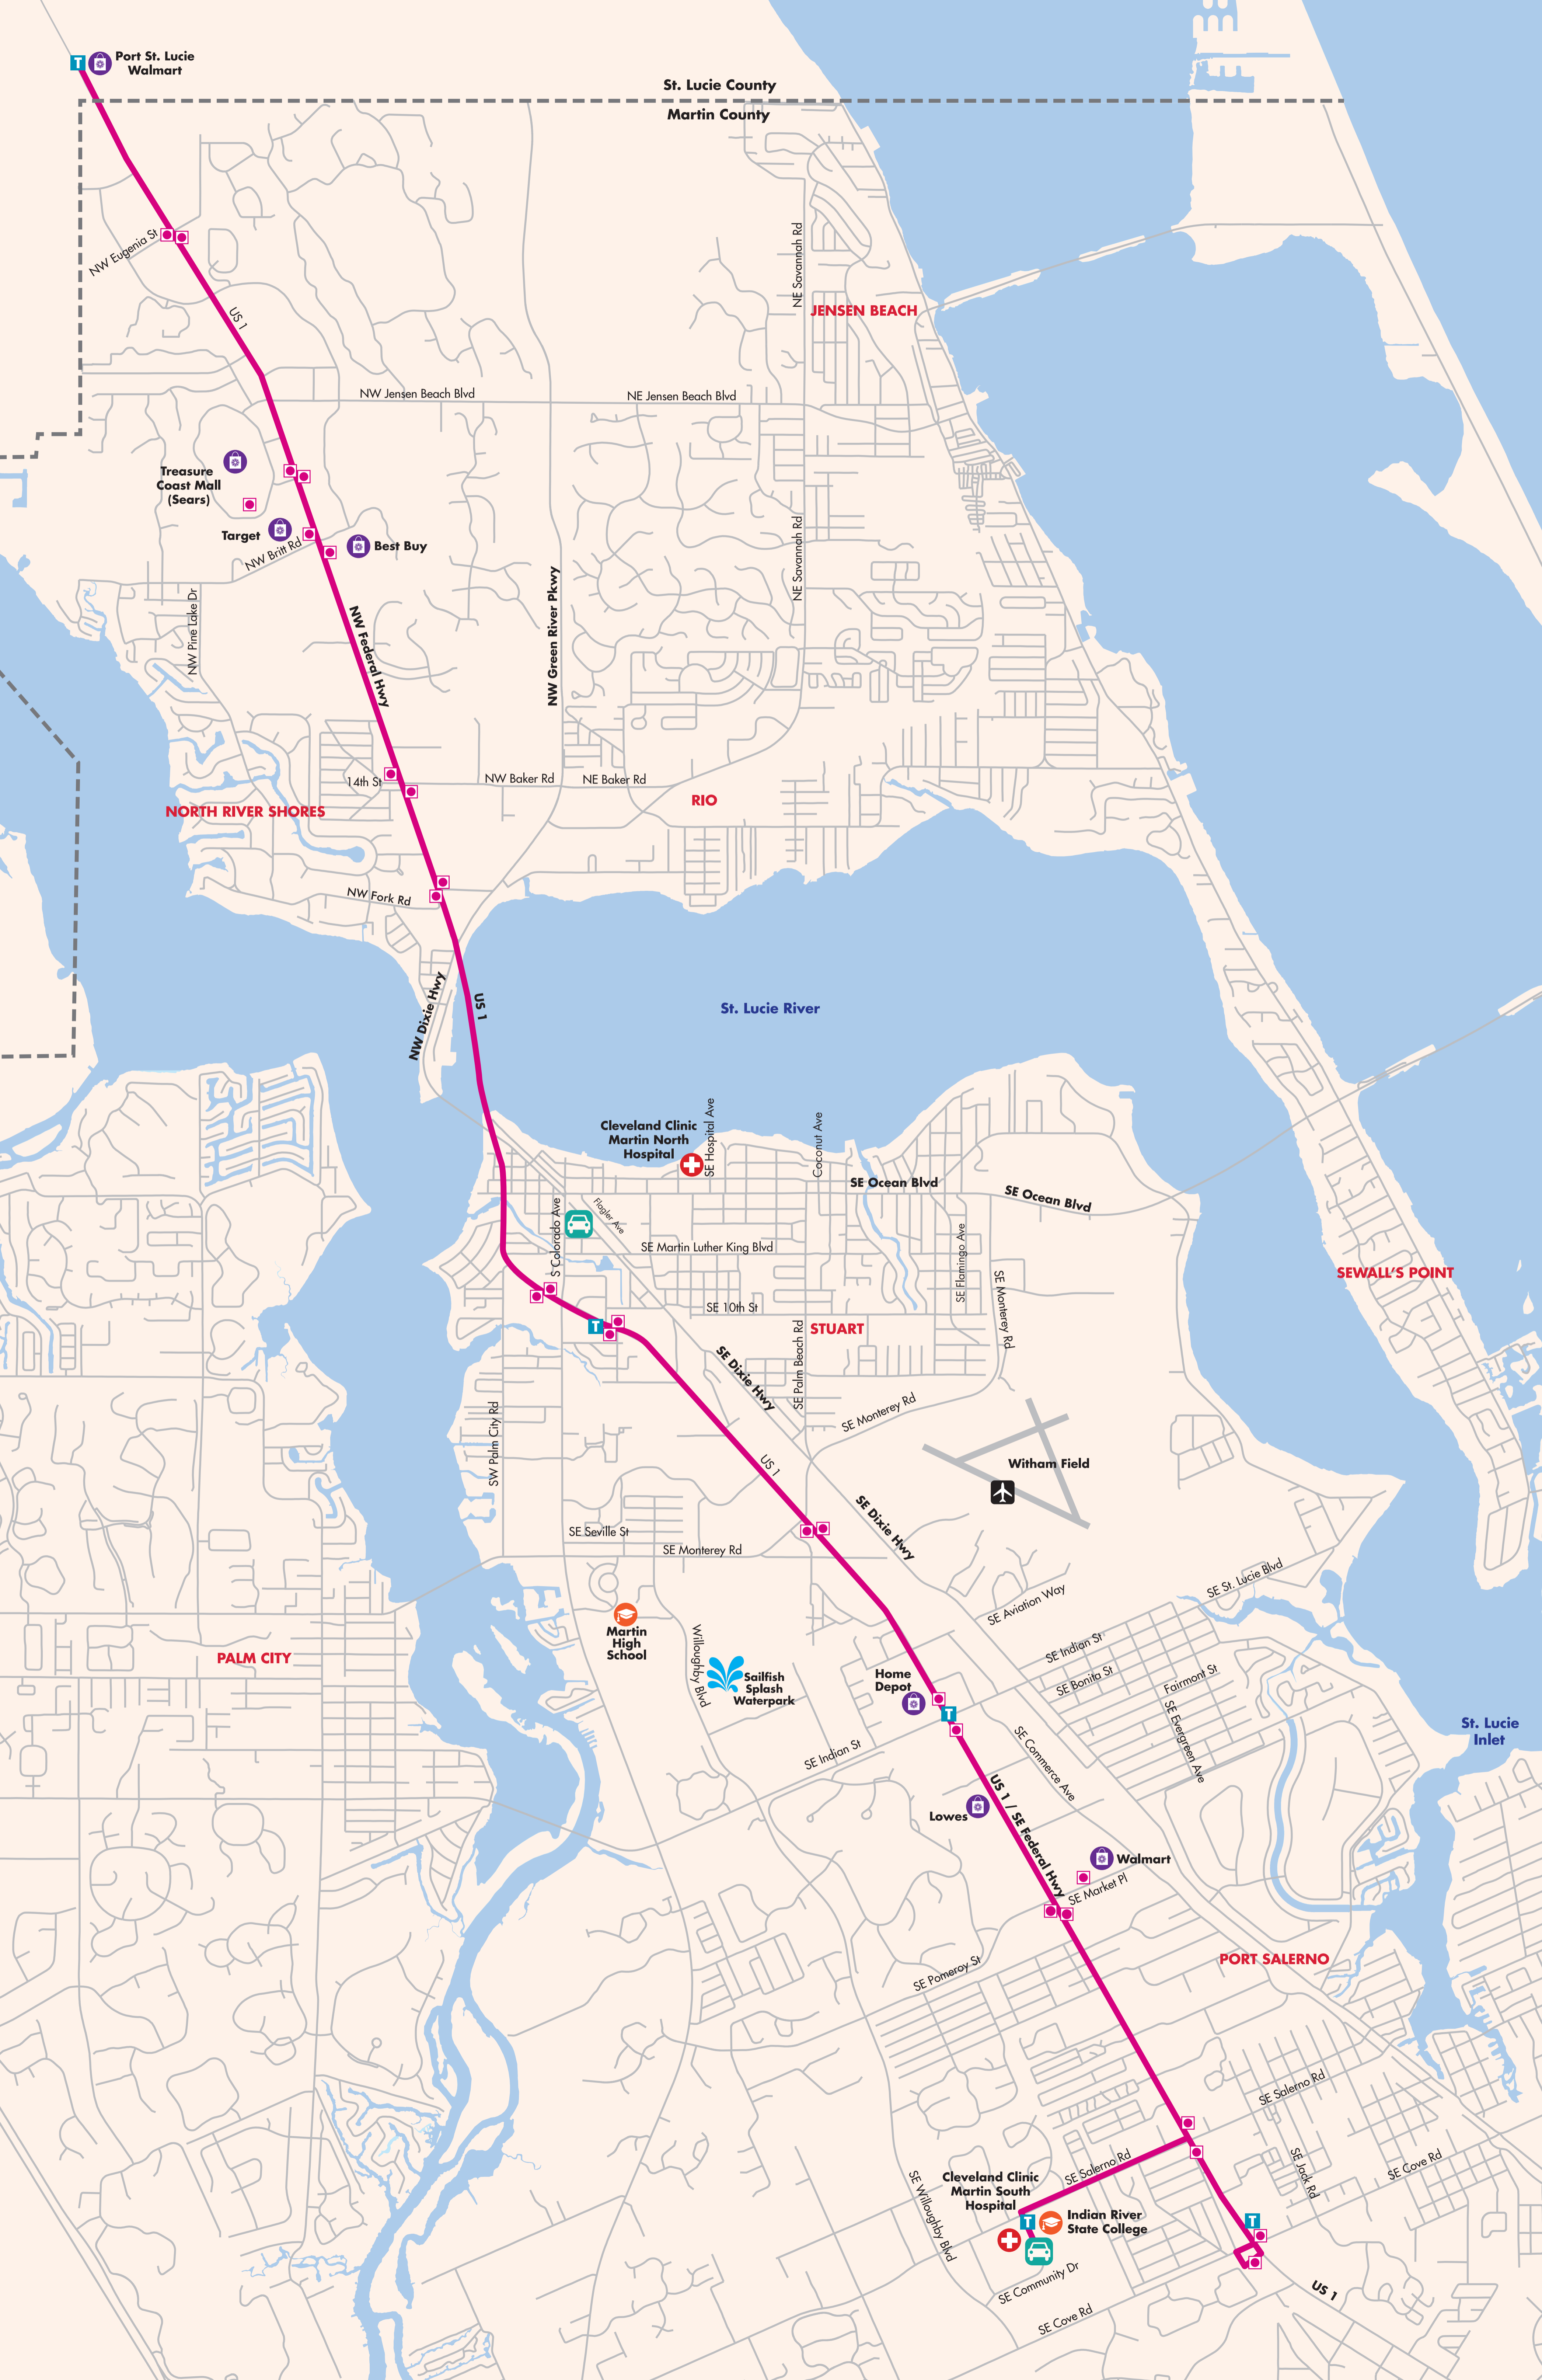 T
Port St. Lucie
Walmart
St. Lucie County
Martin County
NW Eugenia St
US 1
NE Savannah Rd
JENSEN BEACH
NW Jensen Beach Blvd
NE Jensen Beach Blvd
Treasure
Coast Mall
(Sears)
Target
NW Britt Rd
Best Buy
NE Savannah Rd
NW Pine Lake Dr
NW Federal Hwy
NW Green River Pkwy
14th St
NW Baker Rd
NE Baker Rd
NORTH RIVER SHORES
RIO
NW Fork Rd
NW Dixie Hwy
US 1
St. Lucie River
Cleveland Clinic
Martin North
Hospital
SE Hospital Ave
Coconut Ave
SE Ocean Blvd
SE Ocean Blvd
S Colorado Ave
Flagler Ave
SE Martin Luther King Blvd
SE Flamingo Ave
SE Monterey Rd
SEWALL'S POINT
SE 10th St
T
STUART
SE Palm Beach Rd
SE Dixie Hwy
SW Palm City Rd
SE Monterey Rd
US 1
Witham Field
SE Dixie Hwy
SE Seville St
SE Monterey Rd
SE Aviation Way
SE St. Lucie Blvd
Martin
High
School
PALM CITY
Willoughby Blvd
Sailfish
Splash
Waterpark
Home
Depot
T
SE Indian St
SE Bonita St
Fairmont St
SE Evergreen Ave
St. Lucie
Inlet
SE Indian St
SE Commerce Ave
US 1 / SE Federal Hwy
Lowes
Walmart
SE Market Pl
PORT SALERNO
SE Pomeroy St
SE Salerno Rd
SE Jack Rd
SE Cove Rd
SE Salerno Rd
Cleveland Clinic
Martin South
Hospital
SE Willoughby Blvd
T
Indian River
State College
T
SE Community Dr
SE Cove Rd
US 1